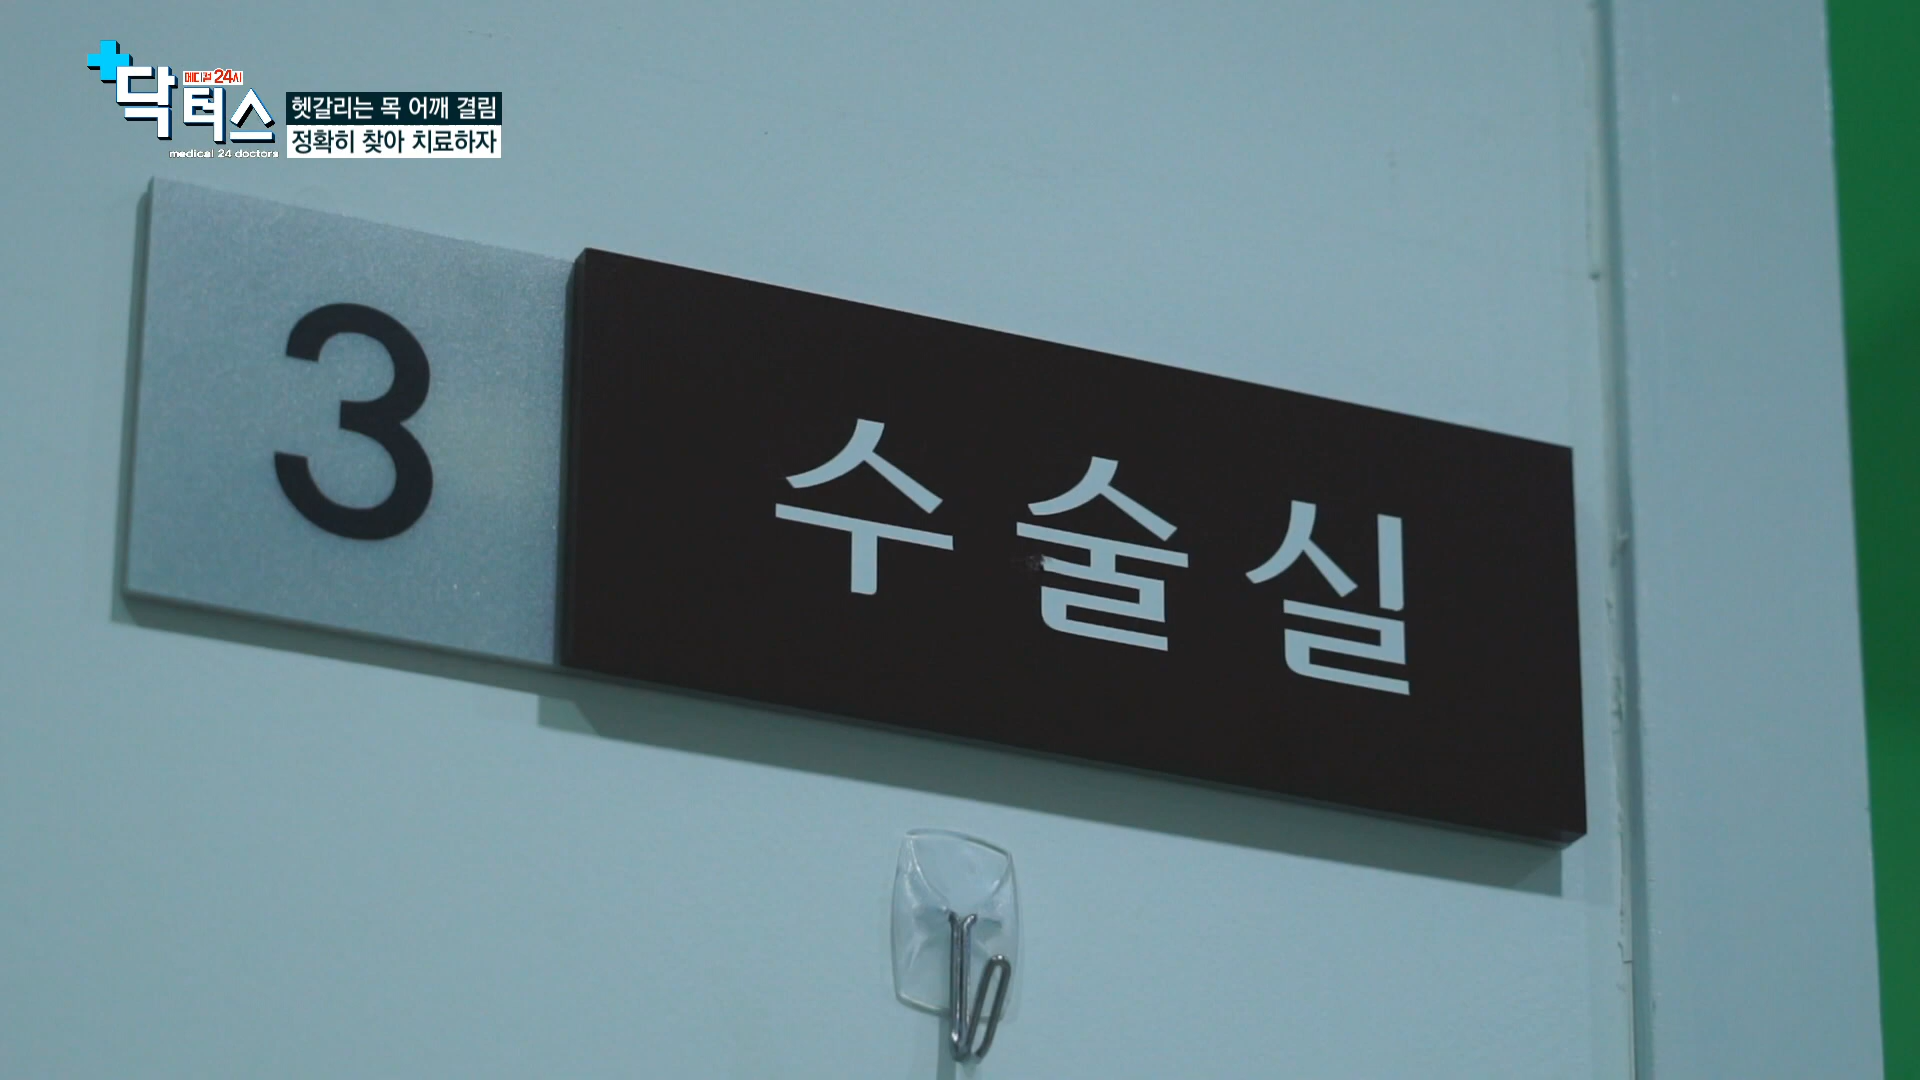 메디컬 24시
닥터스
medical 24 doctors
헷갈리는 목 어깨 결림
정확히 찾아 치료하자
3 수술실